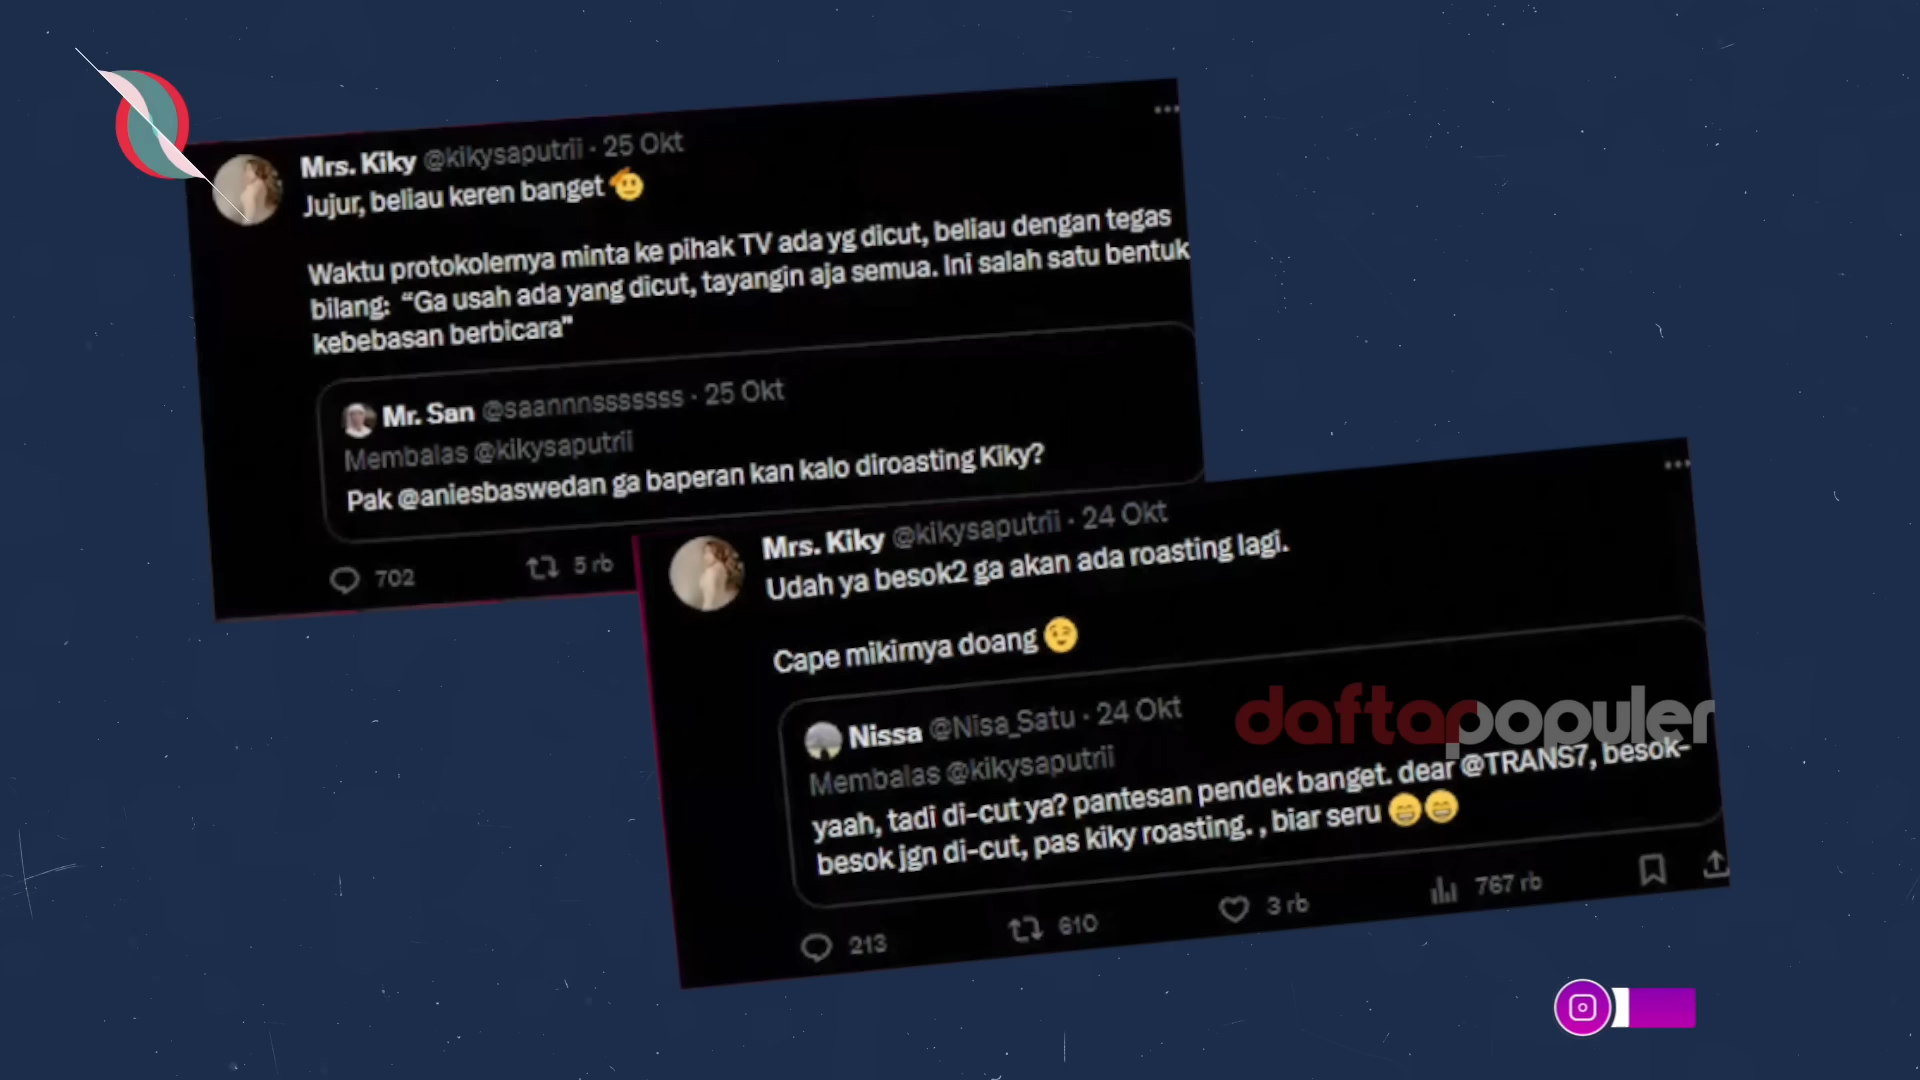 Mrs. Kiky @kikysaputrii · 25 Okt
Jujur, beliau keren banget 🫡
Waktu protokolernya minta ke pihak TV ada yg dicut, beliau dengan tegas
bilang: “Ga usah ada yang dicut, tayangin aja semua. Ini salah satu bentuk
kebebasan berbicara”
Mr. San @saannnsssssss · 25 Okt
Membalas @kikysaputrii
Pak @aniesbaswedan ga baperan kan kalo diroasting Kiky?
702 5 rb
Mrs. Kiky @kikysaputrii · 24 Okt
Udah ya besok2 ga akan ada roasting lagi.
Cape mikirnya doang 😉
Nissa @Nisa_Satu · 24 Okt
Membalas @kikysaputrii
yaah, tadi di-cut ya? pantesan pendek banget. dear @TRANS7, besok-
besok jgn di-cut, pas kiky roasting. , biar seru 😄😄
213 610 3 rb 767 rb
daftarpopuler